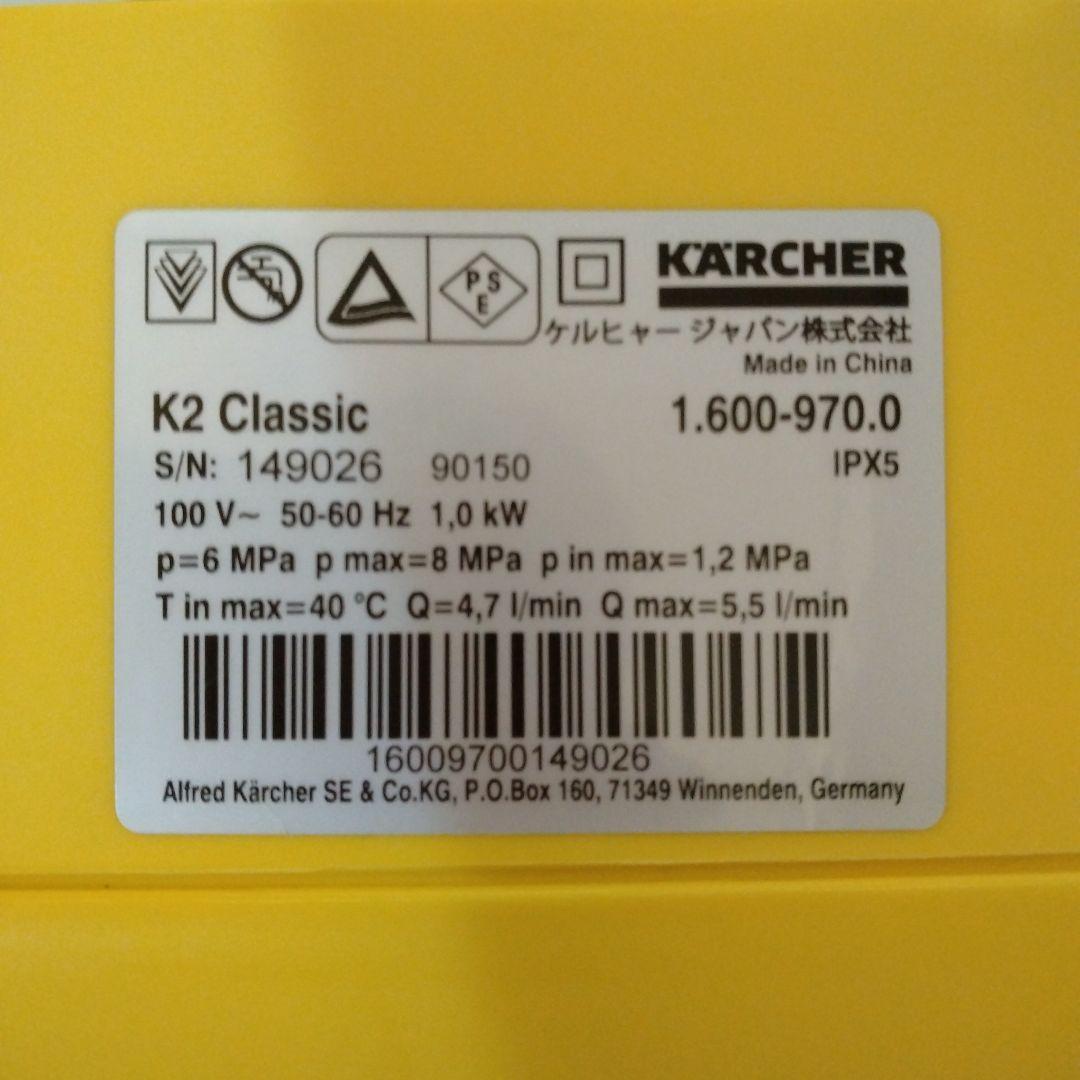 PSE
KÄRCHER
ケルヒャー ジャパン株式会社
Made in China
K2 Classic 1.600-970.0
S/N: 149026 90150 IPX5
100 V~ 50-60 Hz 1,0 kW
p=6 MPa p max=8 MPa p in max=1,2 MPa
T in max=40 °C Q=4,7 l/min Q max=5,5 l/min
16009700149026
Alfred Kärcher SE & Co.KG, P.O.Box 160, 71349 Winnenden, Germany